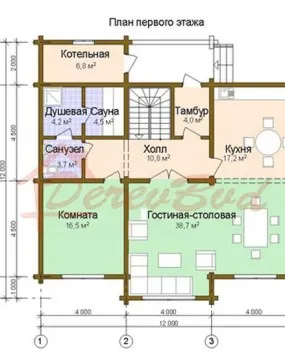 План первого этажа
Котельная
6,8 м²
Душевая
4,2 м²
Сауна
4,5 м²
Тамбур
4,0 м²
Санузел
3,7 м²
Холл
10,8 м²
Кухня
17,2 м²
DerevBud
Комната
16,5 м²
Гостиная-столовая
38,7 м²
2 000
4 500
12 000
4 500
1 000
4 000
4 000
12 000
1
2
3